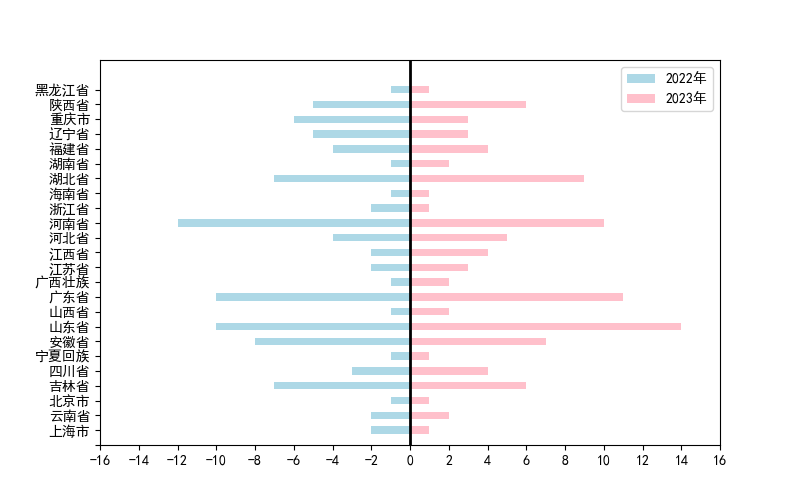 2022年
2023年
黑龙江省
陕西省
重庆市
辽宁省
福建省
湖南省
湖北省
海南省
浙江省
河南省
河北省
江西省
江苏省
广西壮族
广东省
山西省
山东省
安徽省
宁夏回族
四川省
吉林省
北京市
云南省
上海市
−16 −14 −12 −10 −8 −6 −4 −2 0 2 4 6 8 10 12 14 16